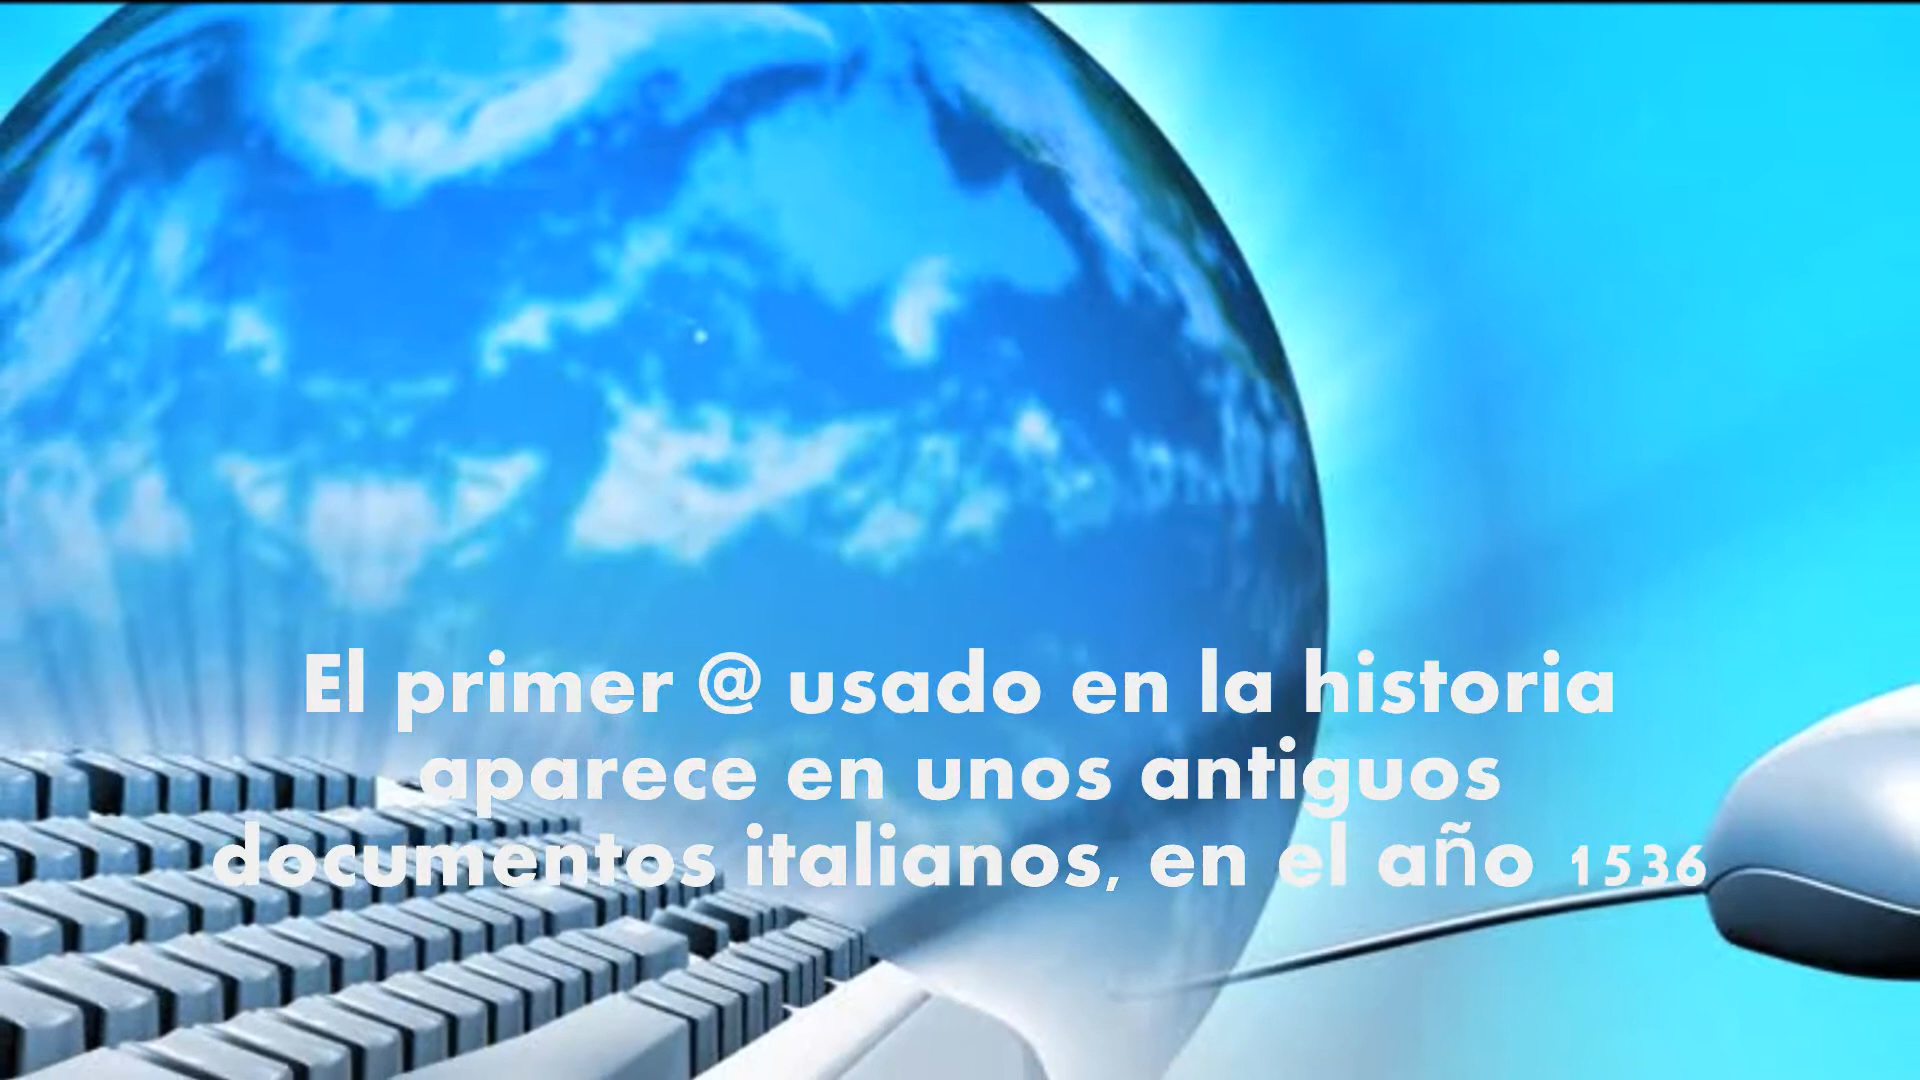 El primer @ usado en la historia
aparece en unos antiguos
documentos italianos, en el año 1536